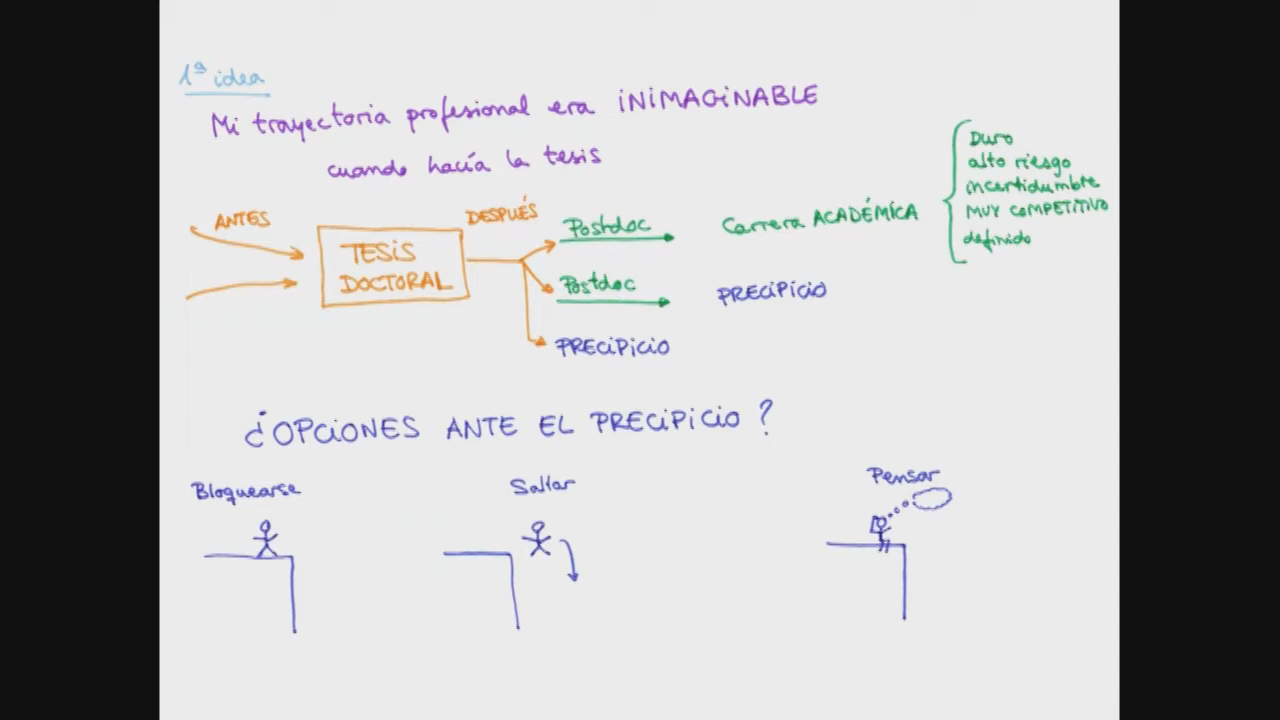 1ª idea
Mi trayectoria profesional era INIMAGINABLE
cuando hacía la tesis
ANTES
TESIS
DOCTORAL
DESPUÉS
Postdoc
Carrera ACADÉMICA
Duro
alto riesgo
incertidumbre
MUY COMPETITIVO
definido
Postdoc
PRECIPICIO
PRECIPICIO
¿OPCIONES ANTE EL PRECIPICIO?
Bloquearse
Saltar
Pensar